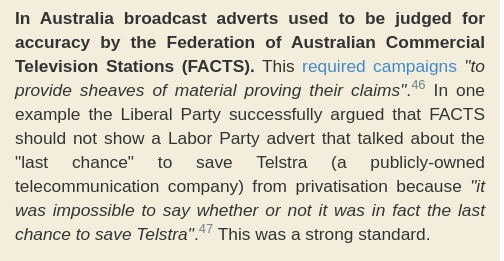 In Australia broadcast adverts used to be judged for
accuracy by the Federation of Australian Commercial
Television Stations (FACTS). This required campaigns "to
provide sheaves of material proving their claims".46 In one
example the Liberal Party successfully argued that FACTS
should not show a Labor Party advert that talked about the
"last chance" to save Telstra (a publicly-owned
telecommunication company) from privatisation because "it
was impossible to say whether or not it was in fact the last
chance to save Telstra".47 This was a strong standard.